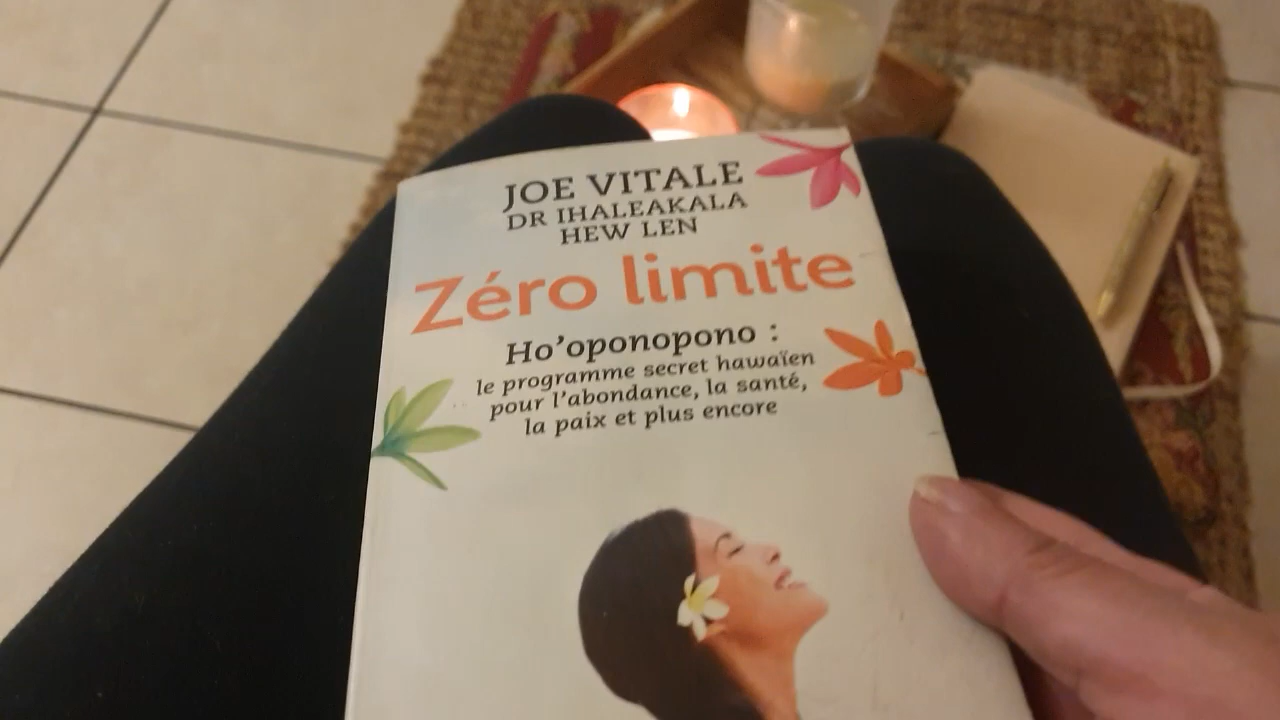 JOE VITALE
DR IHALEAKALA
HEW LEN
Zéro limite
Ho'oponopono :
le programme secret hawaïen
pour l'abondance, la santé,
la paix et plus encore